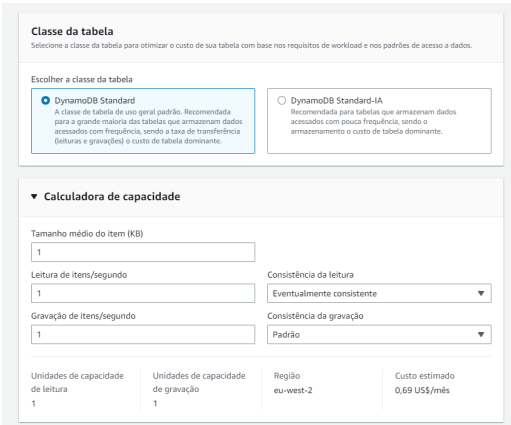 Classe da tabela
Selecione a classe da tabela para otimizar o custo de sua tabela com base nos requisitos de workload e nos padrões de acesso a dados.
Escolher a classe da tabela
DynamoDB Standard
A classe de tabela de uso geral padrão. Recomendada
para a grande maioria das tabelas que armazenam dados
acessados com frequência, sendo a taxa de transferência
(leituras e gravações) o custo de tabela dominante.
DynamoDB Standard-IA
Recomendada para tabelas que armazenam dados
acessados com pouca frequência, sendo o
armazenamento o custo de tabela dominante.
Calculadora de capacidade
Tamanho médio do item (KB)
1
Leitura de itens/segundo
1
Consistência da leitura
Eventualmente consistente
Gravação de itens/segundo
1
Consistência da gravação
Padrão
Unidades de capacidade
de leitura
1
Unidades de capacidade
de gravação
1
Região
eu-west-2
Custo estimado
0,69 US$/mês